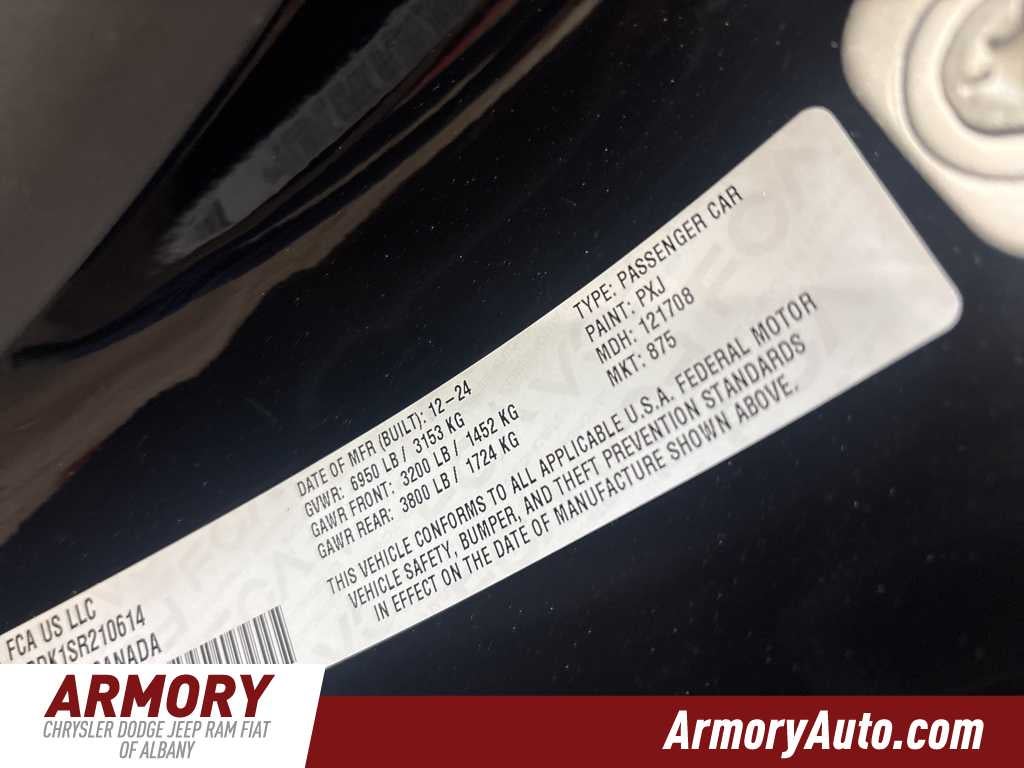 TYPE: PASSENGER CAR
PAINT: PXJ
MDH: 121708
MKT: 875
DATE OF MFR (BUILT): 12-24
GVWR: 6950 LB / 3153 KG
GAWR FRONT: 3200 LB / 1452 KG
GAWR REAR: 3800 LB / 1724 KG
THIS VEHICLE CONFORMS TO ALL APPLICABLE U.S.A. FEDERAL MOTOR
VEHICLE SAFETY, BUMPER, AND THEFT PREVENTION STANDARDS
IN EFFECT ON THE DATE OF MANUFACTURE SHOWN ABOVE.
FCA US LLC
K1SR210614
CANADA
ARMORY
CHRYSLER DODGE JEEP RAM FIAT
OF ALBANY
ArmoryAuto.com